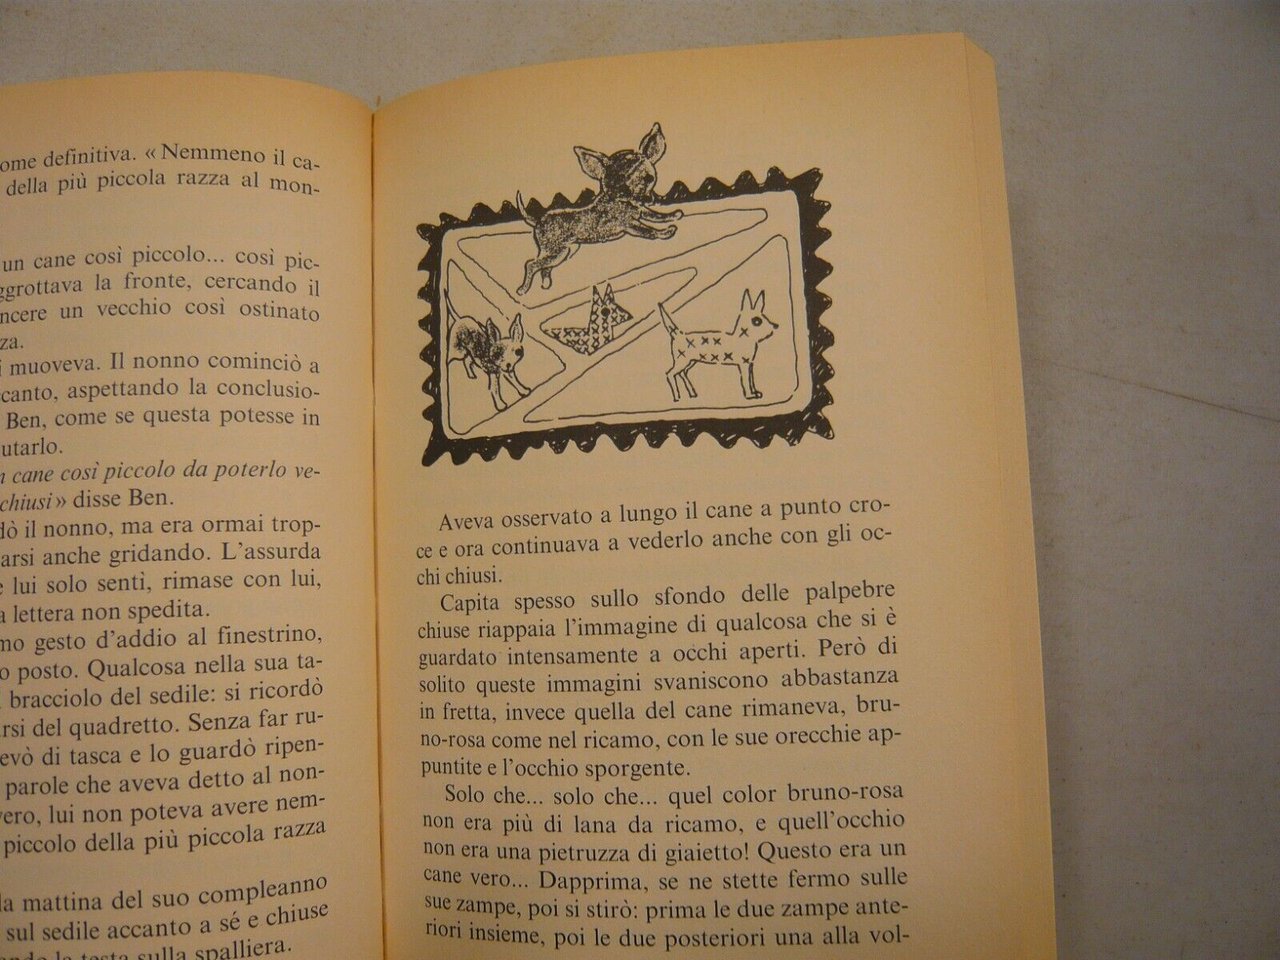 ome definitiva. « Nemmeno il ca-
della più piccola razza al mon-
un cane così piccolo... così pic-
ggrottava la fronte, cercando il
ncere un vecchio così ostinato
za.
i muoveva. Il nonno cominciò a
canto, aspettando la conclusio-
Ben, come se questa potesse in
utarlo.
n cane così piccolo da poterlo ve-
chiusi» disse Ben.
dò il nonno, ma era ormai trop-
arsi anche gridando. L'assurda
e lui solo sentì, rimase con lui,
a lettera non spedita.
mo gesto d'addio al finestrino,
o posto. Qualcosa nella sua ta-
bracciolo del sedile: si ricordò
rsi del quadretto. Senza far ru-
evò di tasca e lo guardò ripen-
parole che aveva detto al non-
vero, lui non poteva avere nem-
piccolo della più piccola razza
la mattina del suo compleanno
sul sedile accanto a sé e chiuse
ando la testa sulla spalliera.
Aveva osservato a lungo il cane a punto cro-
ce e ora continuava a vederlo anche con gli oc-
chi chiusi.
Capita spesso sullo sfondo delle palpebre
chiuse riappaia l'immagine di qualcosa che si è
guardato intensamente a occhi aperti. Però di
solito queste immagini svaniscono abbastanza
in fretta, invece quella del cane rimaneva, bru-
no-rosa come nel ricamo, con le sue orecchie ap-
puntite e l'occhio sporgente.
Solo che... solo che... quel color bruno-rosa
non era più di lana da ricamo, e quell'occhio
non era una pietruzza di giaietto! Questo era un
cane vero... Dapprima, se ne stette fermo sulle
sue zampe, poi si stirò: prima le due zampe ante-
riori insieme, poi le due posteriori una alla vol-